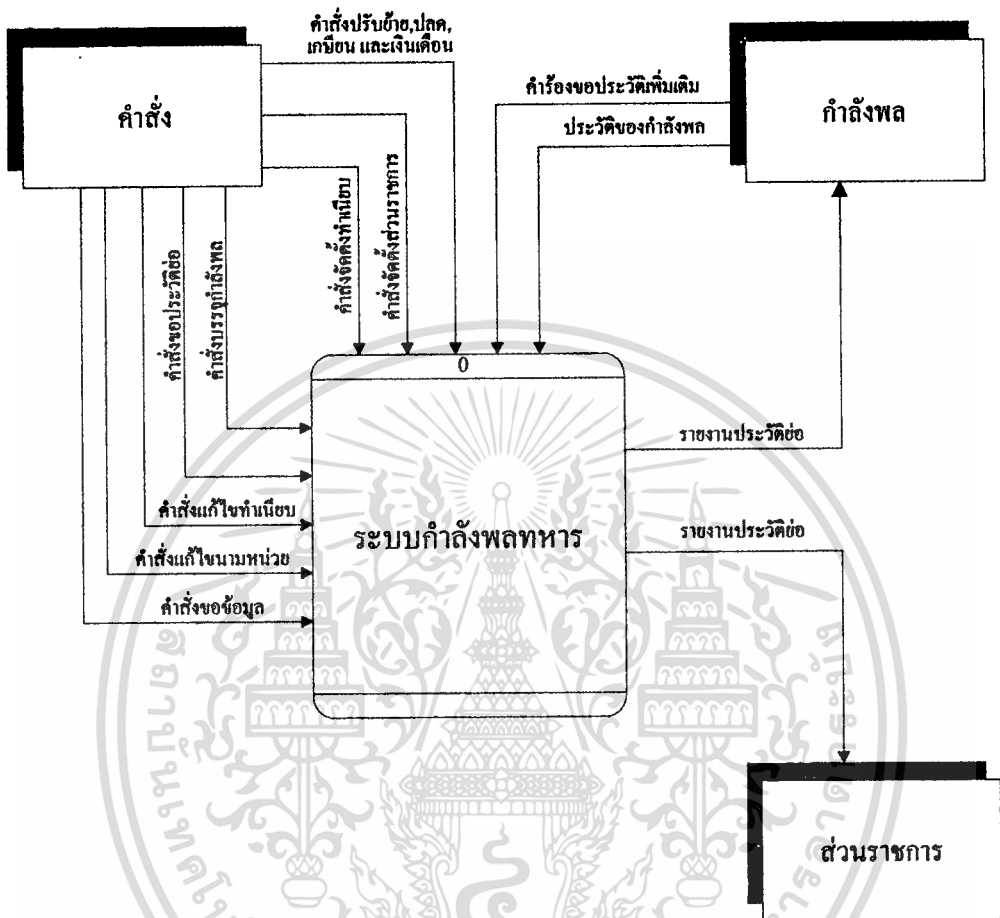 คำสั่งปรับย้าย,ปลด,
เกษียน และเงินเดือน
คำสั่ง
คำร้องขอประวัติเพิ่มเติม
ประวัติของกำลังพล
กำลังพล
คำสั่งจัดตั้งทำเนียบ
คำสั่งจัดตั้งส่วนราชการ
คำสั่งขอประวัติย่อ
คำสั่งบรรจุกำลังพล
0
ระบบกำลังพลทหาร
คำสั่งแก้ไขทำเนียบ
คำสั่งแก้ไขนามหน่วย
คำสั่งขอข้อมูล
รายงานประวัติย่อ
รายงานประวัติย่อ
ส่วนราชการ